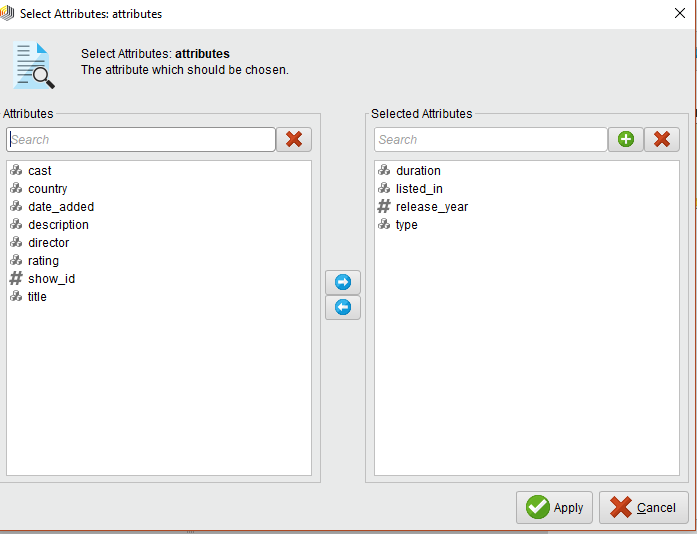 Select Attributes: attributes
Select Attributes: attributes
The attribute which should be chosen.
Attributes
Search
cast
country
date_added
description
director
rating
show_id
title
Selected Attributes
Search
duration
listed_in
release_year
type
Apply
Cancel